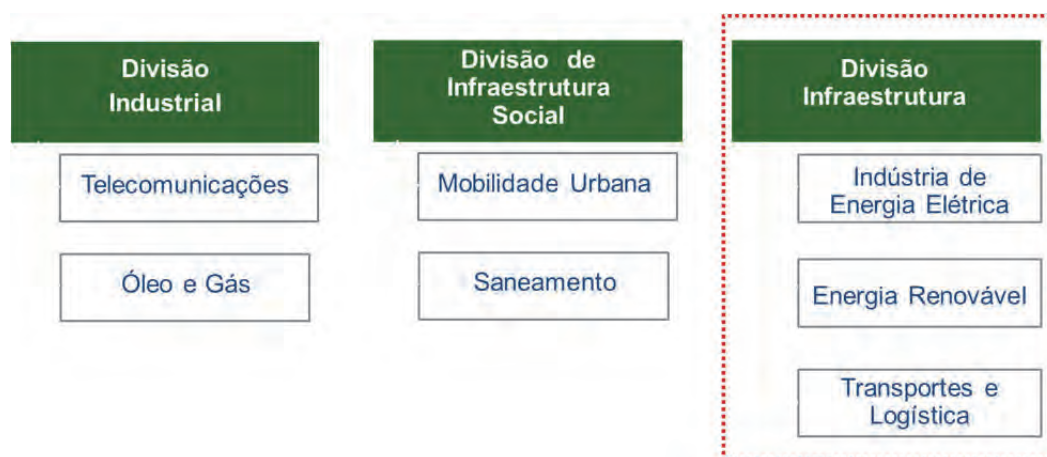 Divisão
Industrial
Telecomunicações
Óleo e Gás
Divisão de
Infraestrutura
Social
Mobilidade Urbana
Saneamento
Divisão
Infraestrutura
Indústria de
Energia Elétrica
Energia Renovável
Transportes e
Logística